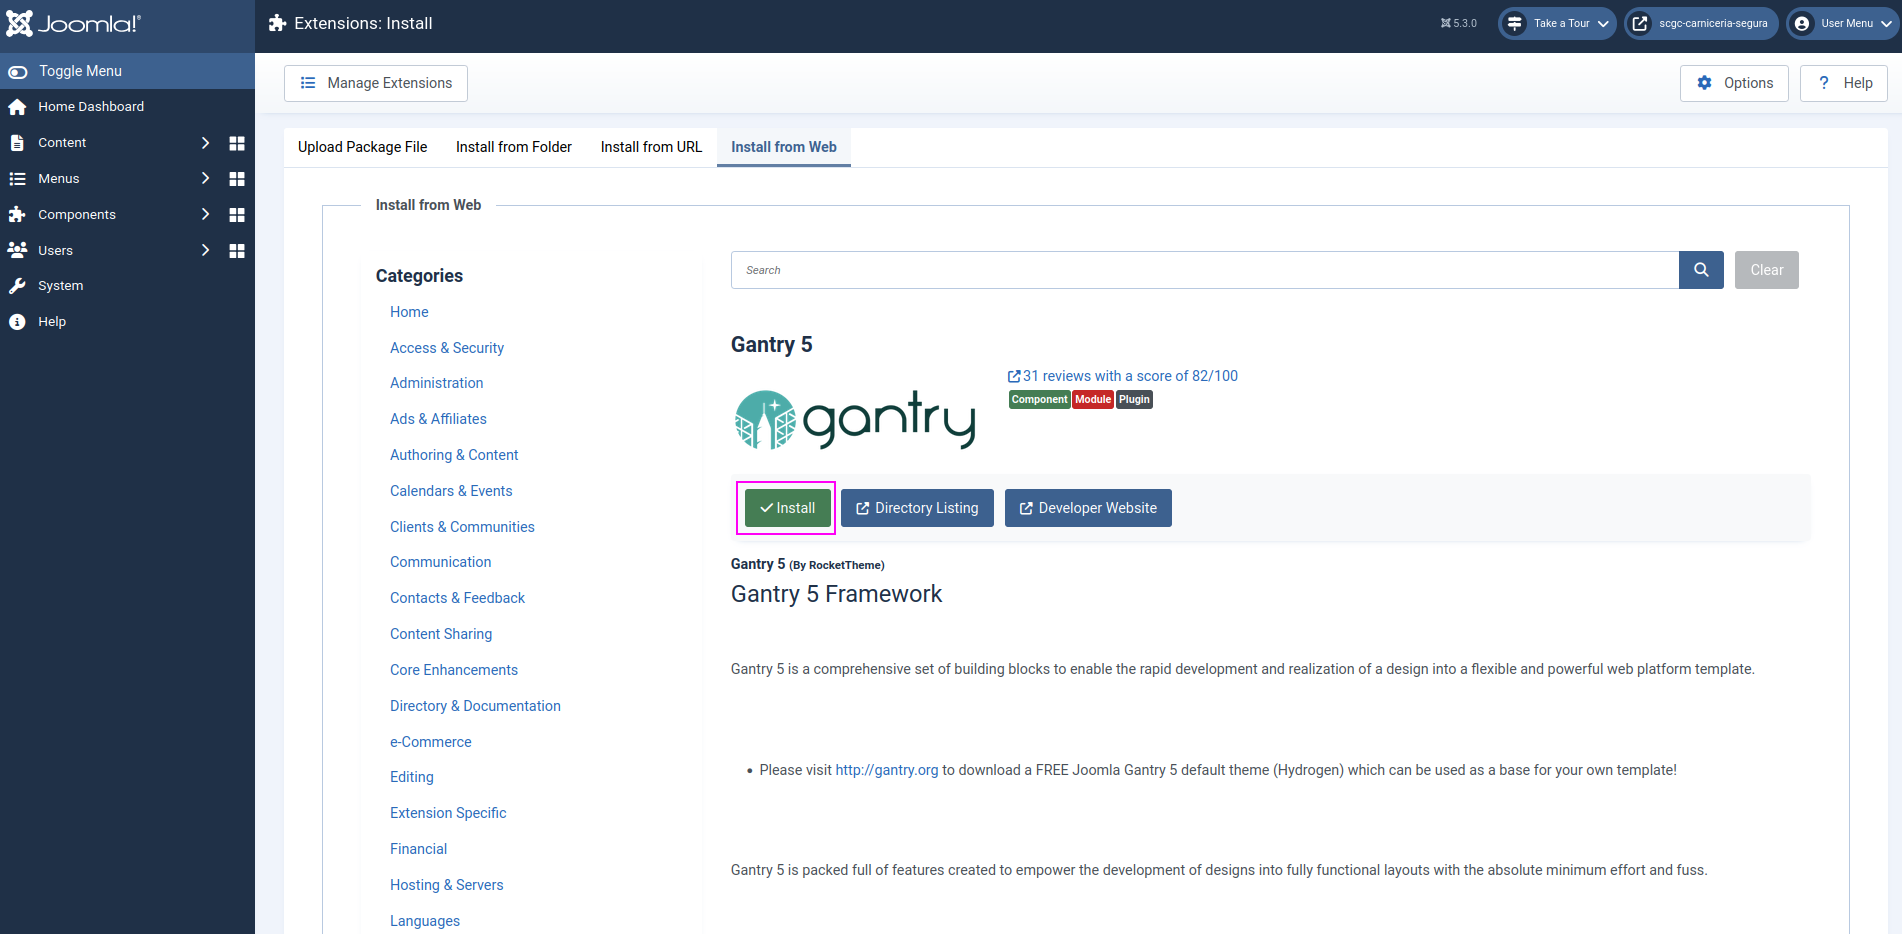 Joomla!
Extensions: Install
5.3.0
Take a Tour
scgc-carniceria-segura
User Menu
Toggle Menu
Home Dashboard
Content
Menus
Components
Users
System
Help
Manage Extensions
Options
? Help
Upload Package File
Install from Folder
Install from URL
Install from Web
Install from Web
Categories
Home
Access & Security
Administration
Ads & Affiliates
Authoring & Content
Calendars & Events
Clients & Communities
Communication
Contacts & Feedback
Content Sharing
Core Enhancements
Directory & Documentation
e-Commerce
Editing
Extension Specific
Financial
Hosting & Servers
Languages
Search
Clear
Gantry 5
gantry
31 reviews with a score of 82/100
Component Module Plugin
Install
Directory Listing
Developer Website
Gantry 5 (By RocketTheme)
Gantry 5 Framework
Gantry 5 is a comprehensive set of building blocks to enable the rapid development and realization of a design into a flexible and powerful web platform template.
• Please visit http://gantry.org to download a FREE Joomla Gantry 5 default theme (Hydrogen) which can be used as a base for your own template!
Gantry 5 is packed full of features created to empower the development of designs into fully functional layouts with the absolute minimum effort and fuss.